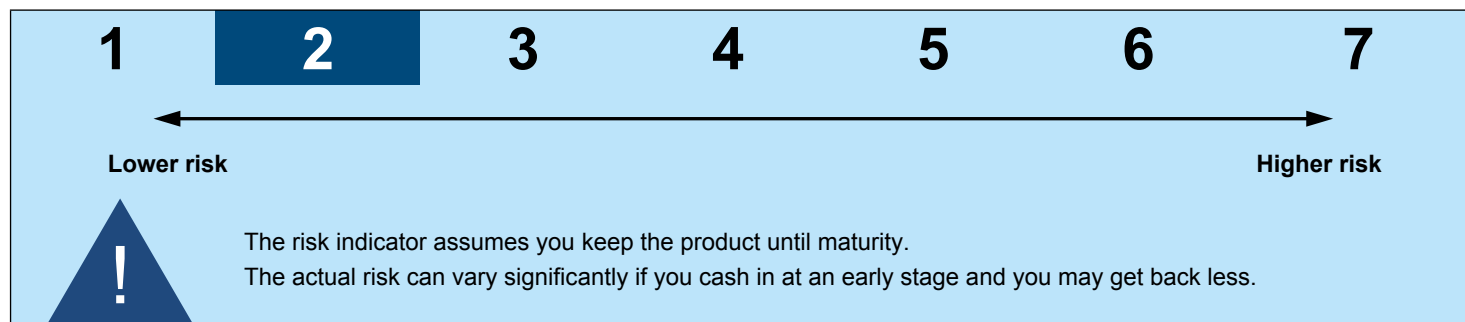 1 2 3 4 5 6 7
Lower risk Higher risk
! The risk indicator assumes you keep the product until maturity.
The actual risk can vary significantly if you cash in at an early stage and you may get back less.